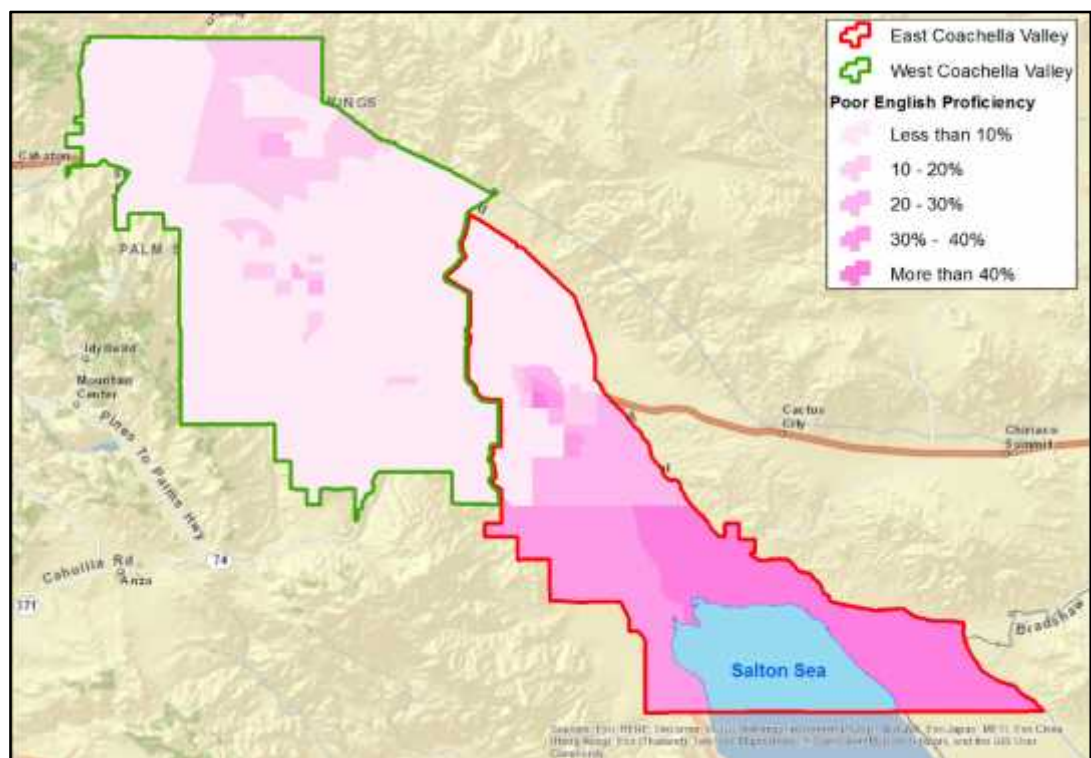 East Coachella Valley
West Coachella Valley
Poor English Proficiency
Less than 10%
10 - 20%
20 - 30%
30% - 40%
More than 40%
PALM
Mountain
Center
Pines To Palms Hwy
74
Cahuilla Rd
Anza
371
Cactus
City
Chiriaco
Summit
Bradshaw
Salton Sea